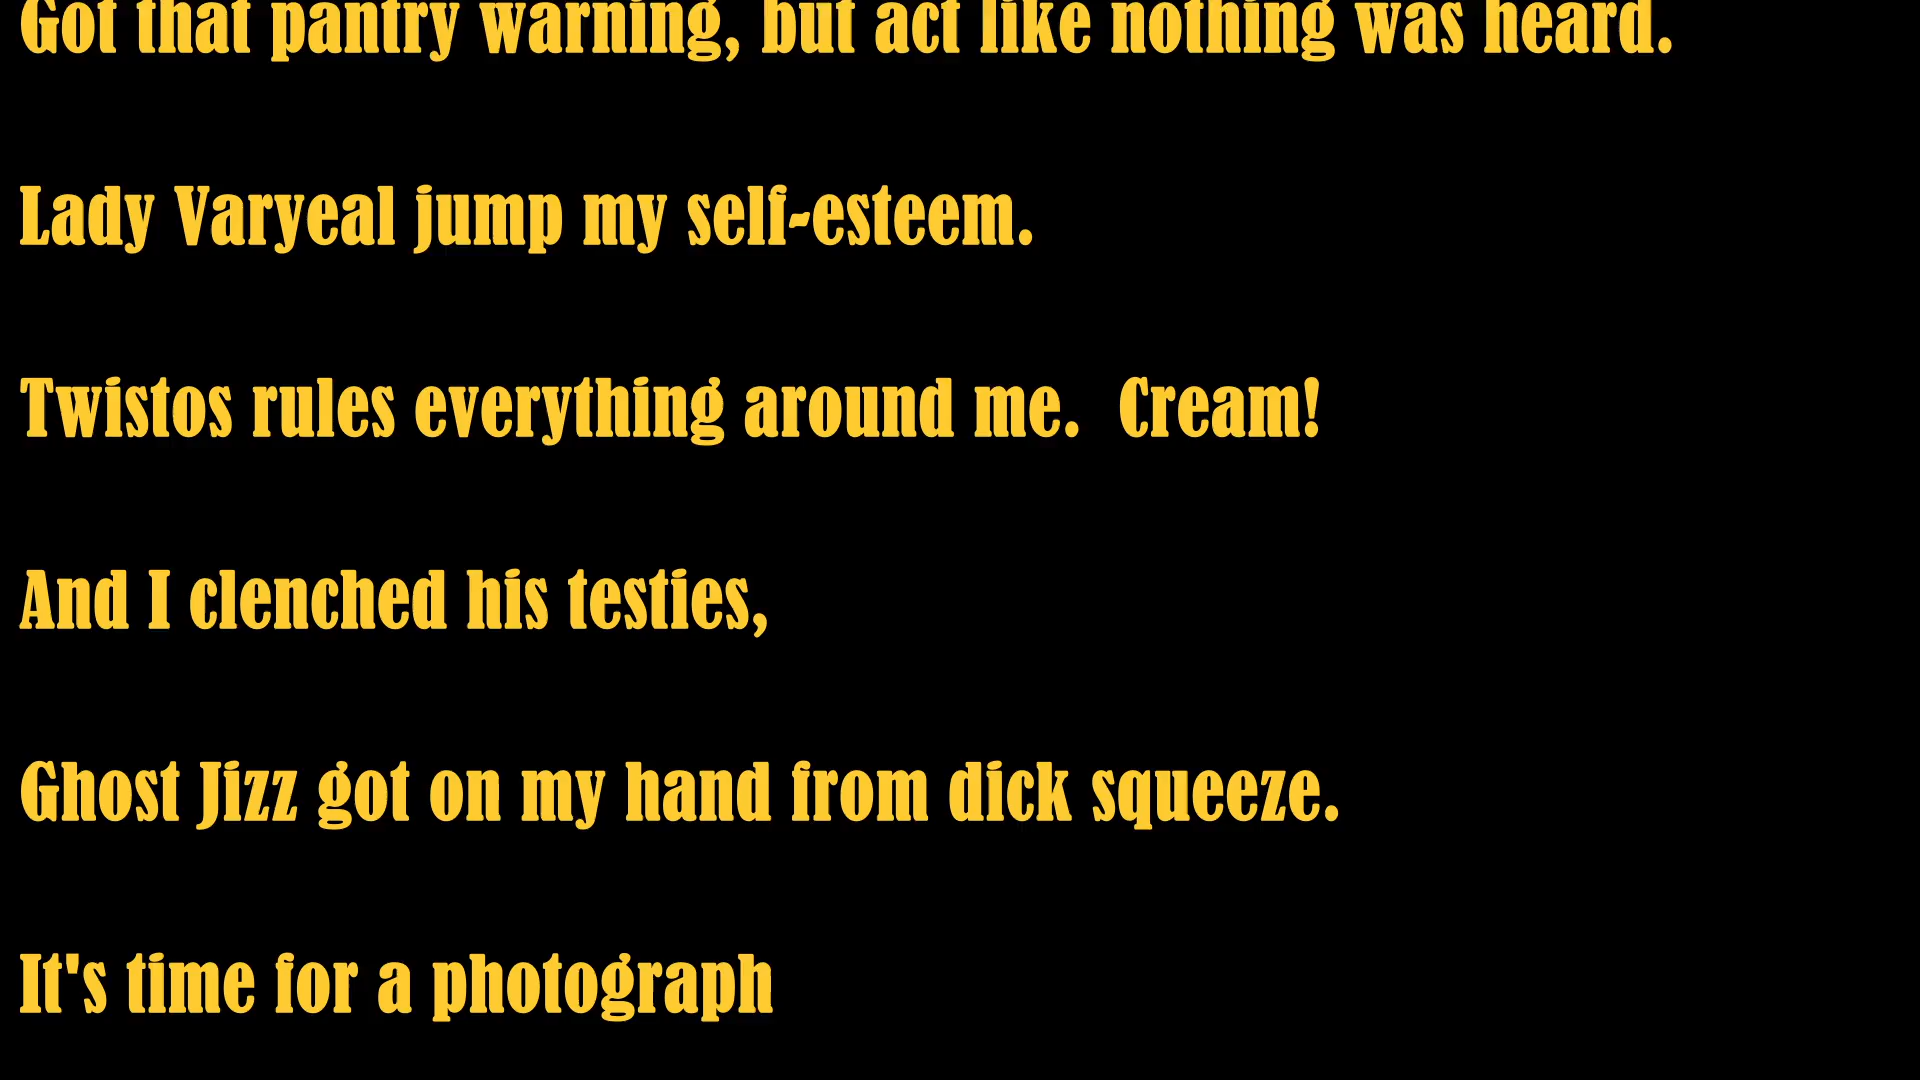 Got that pantry warning, but act like nothing was heard.
Lady Varyeal jump my self-esteem.
Twistos rules everything around me.  Cream!
And I clenched his testies,
Ghost Jizz got on my hand from dick squeeze.
It's time for a photograph